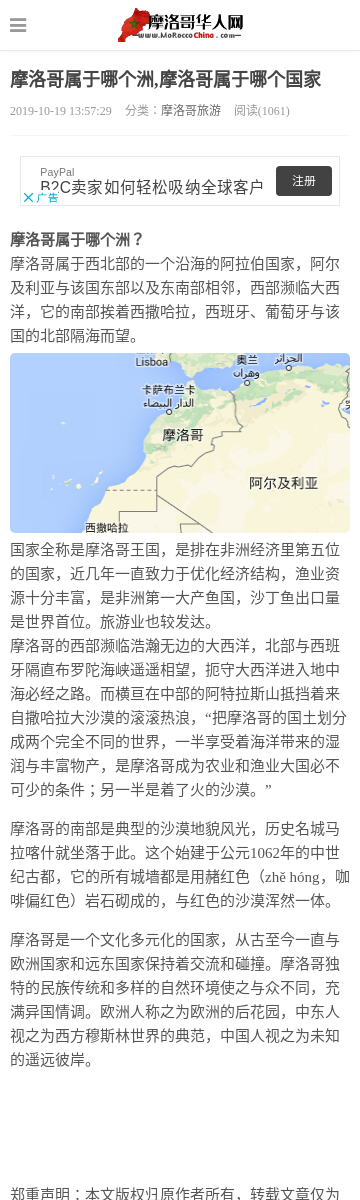 摩洛哥华人网
www.MoRoccoChina.com
摩洛哥属于哪个洲,摩洛哥属于哪个国家
2019-10-19 13:57:29 分类：摩洛哥旅游 阅读(1061)
PayPal
B2C卖家如何轻松吸纳全球客户
注册
广告
摩洛哥属于哪个洲？
摩洛哥属于西北部的一个沿海的阿拉伯国家，阿尔
及利亚与该国东部以及东南部相邻，西部濒临大西
洋，它的南部挨着西撒哈拉，西班牙、葡萄牙与该
国的北部隔海而望。
Lisboa
奥兰
وهران
الجزائر
卡萨布兰卡
الدار البيضاء
摩洛哥
阿尔及利亚
西撒哈拉
国家全称是摩洛哥王国，是排在非洲经济里第五位
的国家，近几年一直致力于优化经济结构，渔业资
源十分丰富，是非洲第一大产鱼国，沙丁鱼出口量
是世界首位。旅游业也较发达。
摩洛哥的西部濒临浩瀚无边的大西洋，北部与西班
牙隔直布罗陀海峡遥遥相望，扼守大西洋进入地中
海必经之路。而横亘在中部的阿特拉斯山抵挡着来
自撒哈拉大沙漠的滚滚热浪，“把摩洛哥的国土划分
成两个完全不同的世界，一半享受着海洋带来的湿
润与丰富物产，是摩洛哥成为农业和渔业大国必不
可少的条件；另一半是着了火的沙漠。”
摩洛哥的南部是典型的沙漠地貌风光，历史名城马
拉喀什就坐落于此。这个始建于公元1062年的中世
纪古都，它的所有城墙都是用赭红色（zhě hóng，咖
啡偏红色）岩石砌成的，与红色的沙漠浑然一体。
摩洛哥是一个文化多元化的国家，从古至今一直与
欧洲国家和远东国家保持着交流和碰撞。摩洛哥独
特的民族传统和多样的自然环境使之与众不同，充
满异国情调。欧洲人称之为欧洲的后花园，中东人
视之为西方穆斯林世界的典范，中国人视之为未知
的遥远彼岸。
郑重声明：本文版权归原作者所有，转载文章仅为